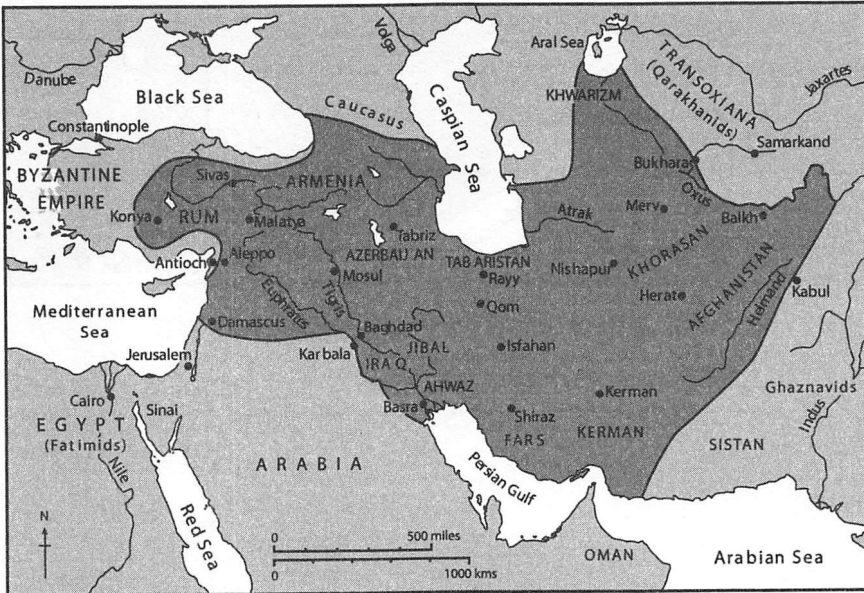 Volga
Aral Sea
Danube
TRANSOXIANA
(Qarakhanids)
Jaxartes
Black Sea
Caucasus
Caspian Sea
KHWARIZM
Constantinople
Samarkand
Bukhara
BYZANTINE
EMPIRE
Sivas
ARMENIA
Oxus
Konya
RUM
Malatya
Atrak
Merv
Balkh
Tabriz
AZERBAIJAN
TABARISTAN
KHORASAN
Antioch
Aleppo
Mosul
Rayy
Nishapur
AFGHANISTAN
Mediterranean
Sea
Euphratus
Tigris
Qom
Herat
Helmand
Kabul
Damascus
Baghdad
JIBAL
Jerusalem
Karbala
IRAQ
Isfahan
Cairo
Sinai
AHWAZ
Kerman
Ghaznavids
EGYPT
(Fatimids)
Basra
Shiraz
FARS
KERMAN
SISTAN
Indus
Nile
ARABIA
Persian Gulf
Red Sea
N
0 500 miles
0 1000 kms
OMAN
Arabian Sea